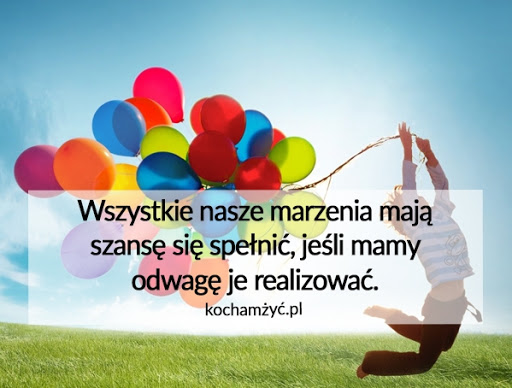 Wszystkie nasze marzenia mają
szansę się spełnić, jeśli mamy
odwagę je realizować.
kochamżyć.pl